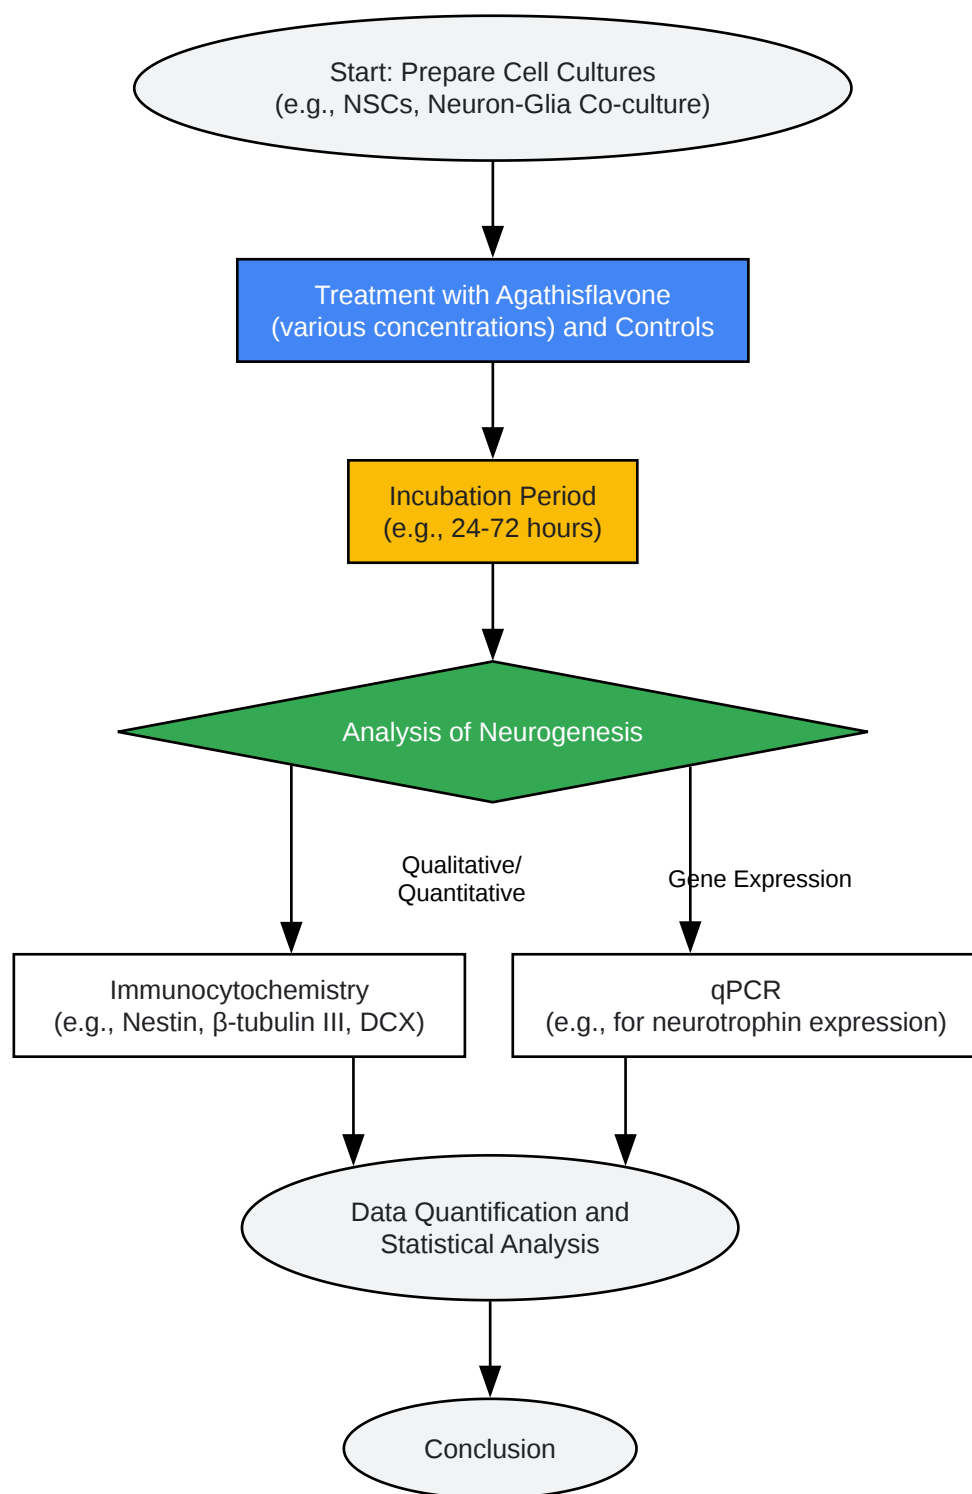 Start: Prepare Cell Cultures
(e.g., NSCs, Neuron-Glia Co-culture)
Treatment with Agathisflavone
(various concentrations) and Controls
Incubation Period
(e.g., 24-72 hours)
Analysis of Neurogenesis
Qualitative/
Quantitative
Gene Expression
Immunocytochemistry
(e.g., Nestin, β-tubulin III, DCX)
qPCR
(e.g., for neurotrophin expression)
Data Quantification and
Statistical Analysis
Conclusion